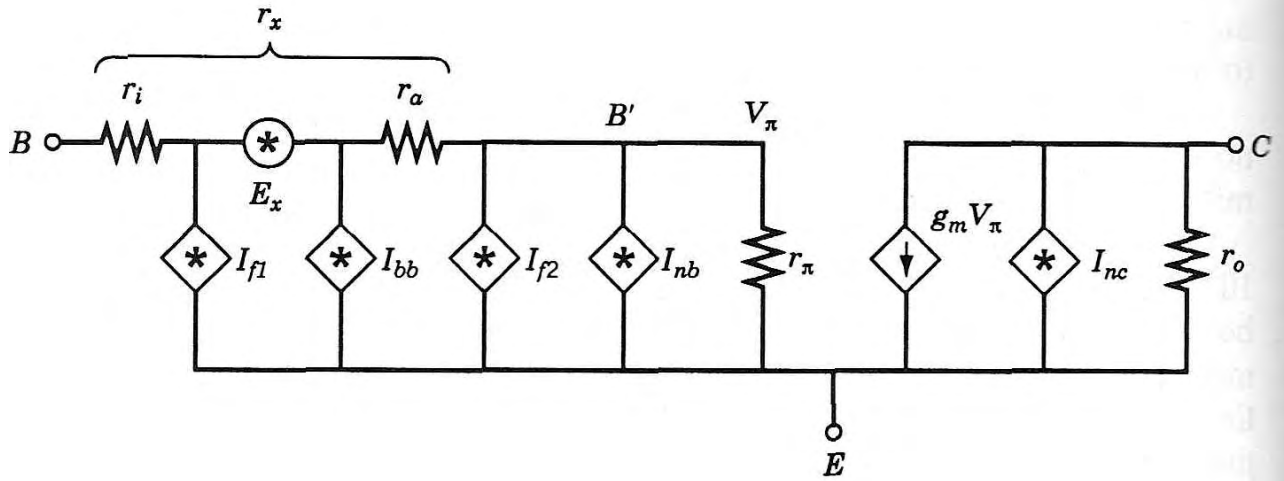 r_x
r_i r_a
B E_x B' V_π C
I_f1 I_bb I_f2 I_nb r_π g_m V_π I_nc r_o
E